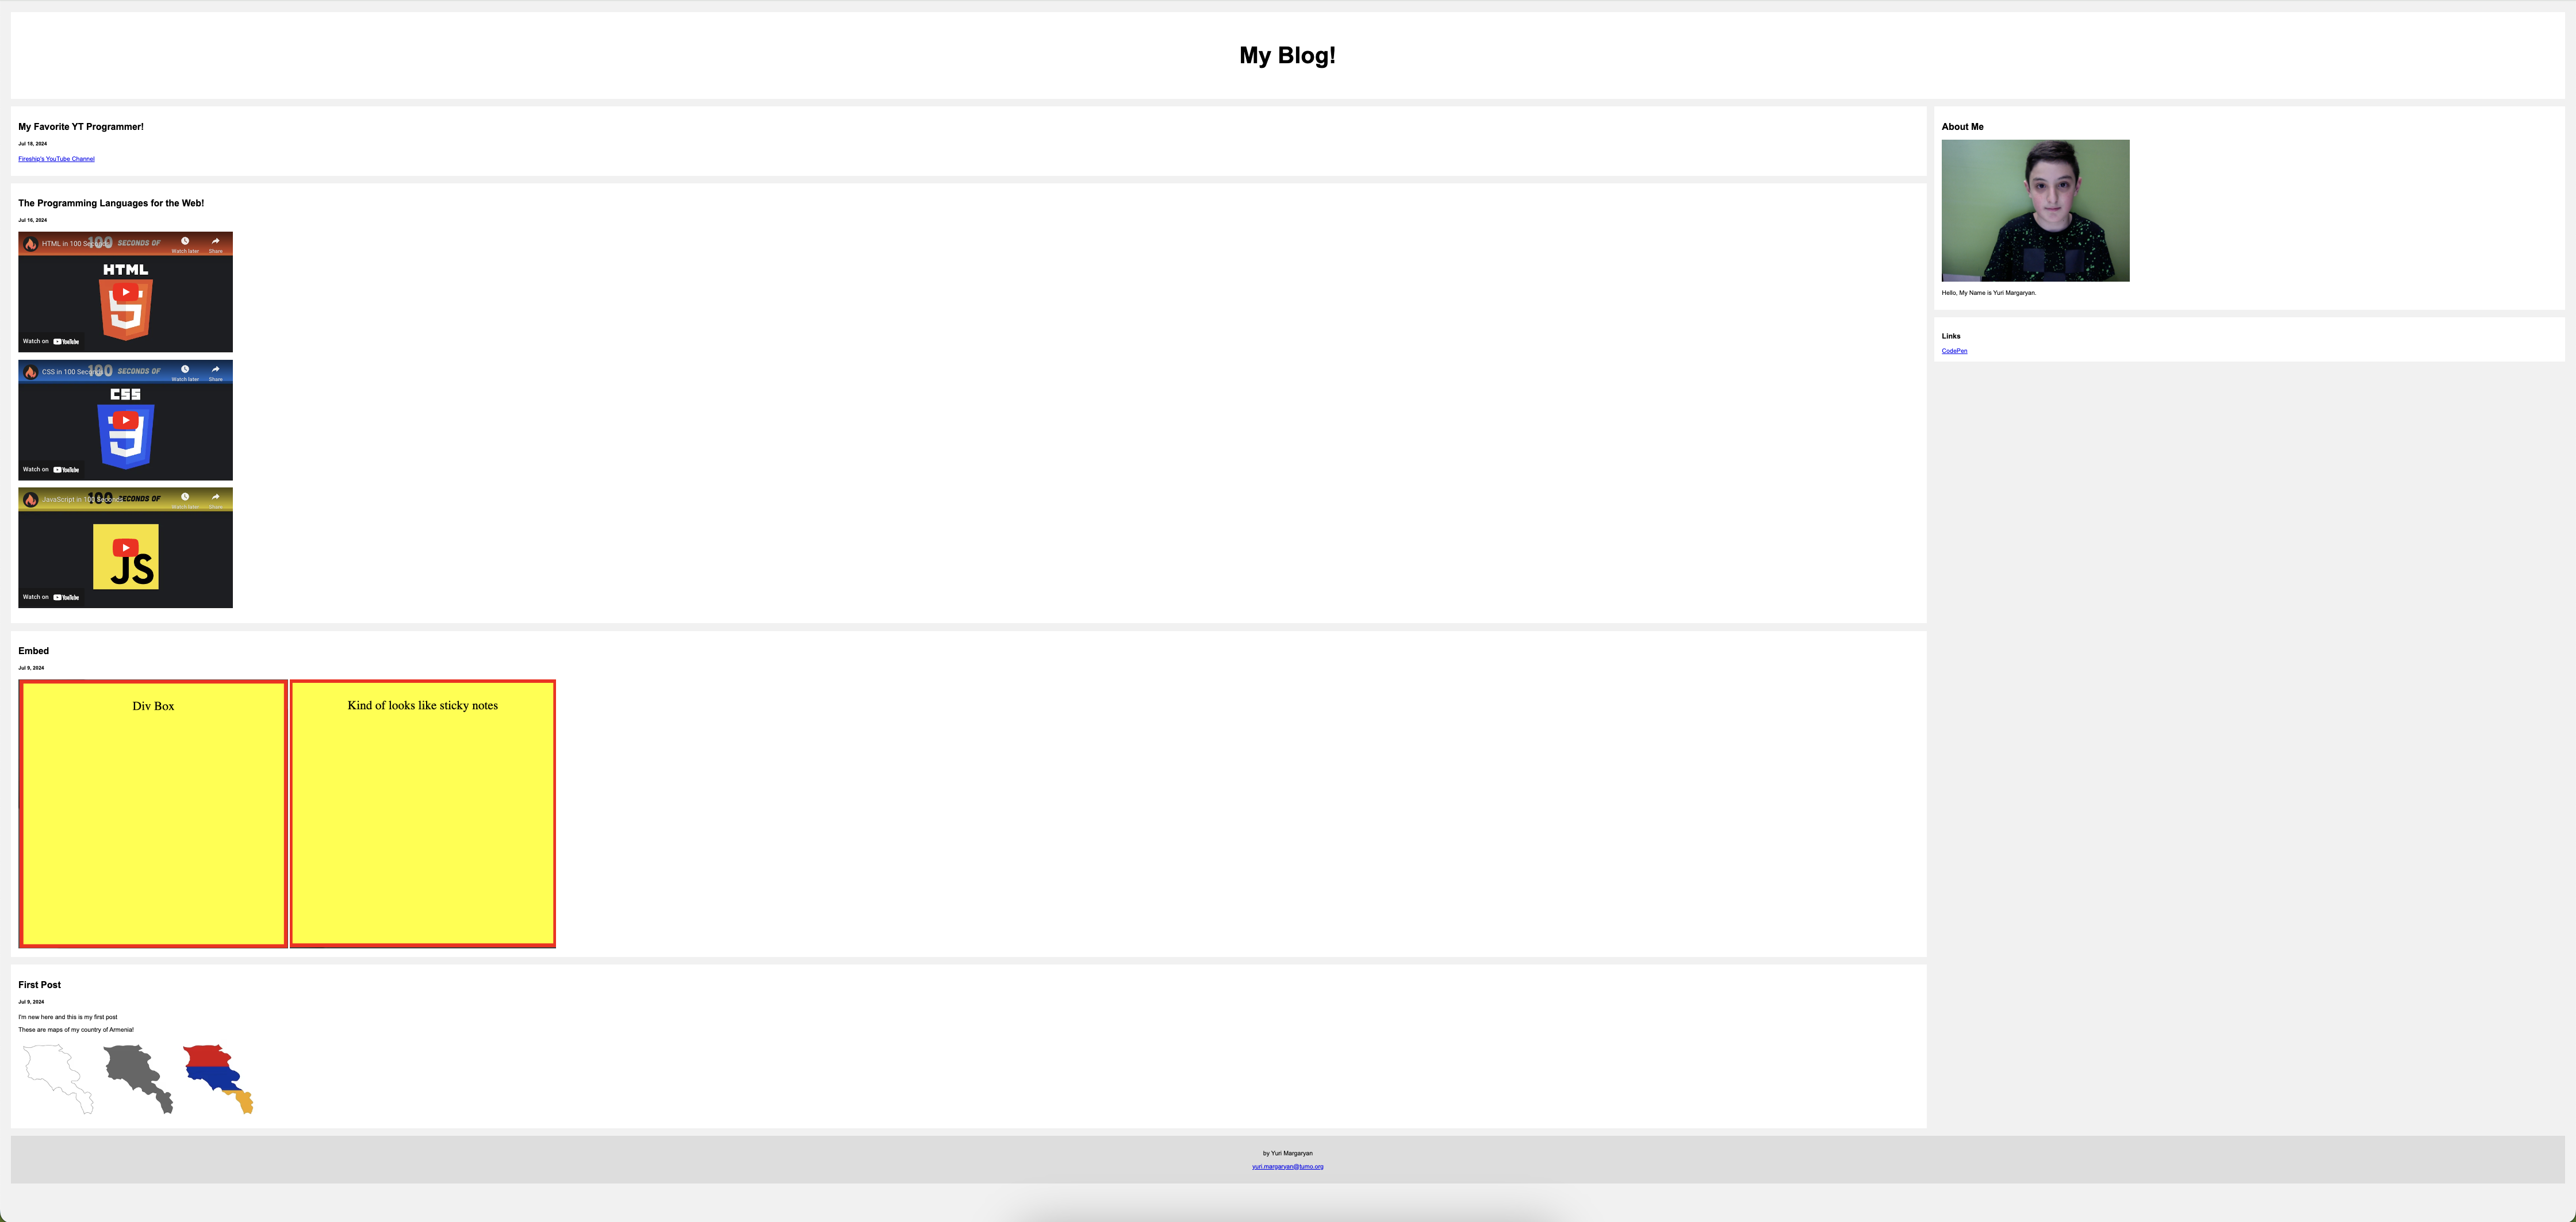 My Blog!
My Favorite YT Programmer!
Jul 18, 2024
Fireship's YouTube Channel
The Programming Languages for the Web!
Jul 16, 2024
HTML in 100 Seconds
100 SECONDS OF
Watch later
Share
HTML
5
Watch on YouTube
CSS in 100 Seconds
100 SECONDS OF
Watch later
Share
CSS
3
Watch on YouTube
JavaScript in 100 Seconds
100 SECONDS OF
Watch later
Share
JS
Watch on YouTube
Embed
Jul 9, 2024
Div Box
Kind of looks like sticky notes
First Post
Jul 9, 2024
I'm new here and this is my first post
These are maps of my country of Armenia!
About Me
Hello, My Name is Yuri Margaryan.
Links
CodePen
by Yuri Margaryan
yuri.margaryan@tumo.org